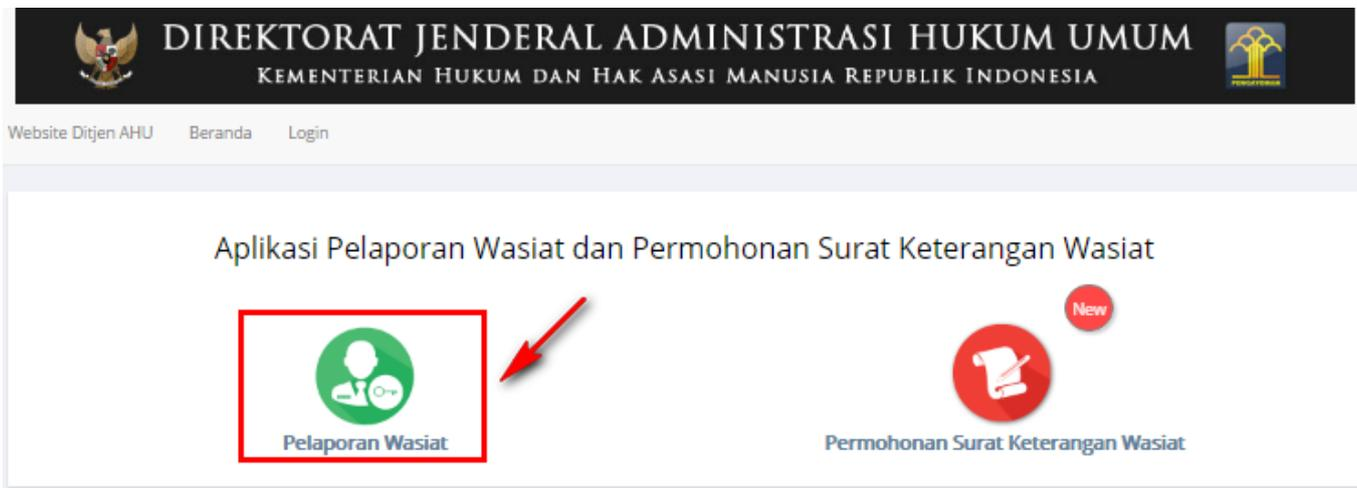 DIREKTORAT JENDERAL ADMINISTRASI HUKUM UMUM
KEMENTERIAN HUKUM DAN HAK ASASI MANUSIA REPUBLIK INDONESIA
PENGAYOMAN
Website Ditjen AHU Beranda Login
Aplikasi Pelaporan Wasiat dan Permohonan Surat Keterangan Wasiat
New
Pelaporan Wasiat
Permohonan Surat Keterangan Wasiat